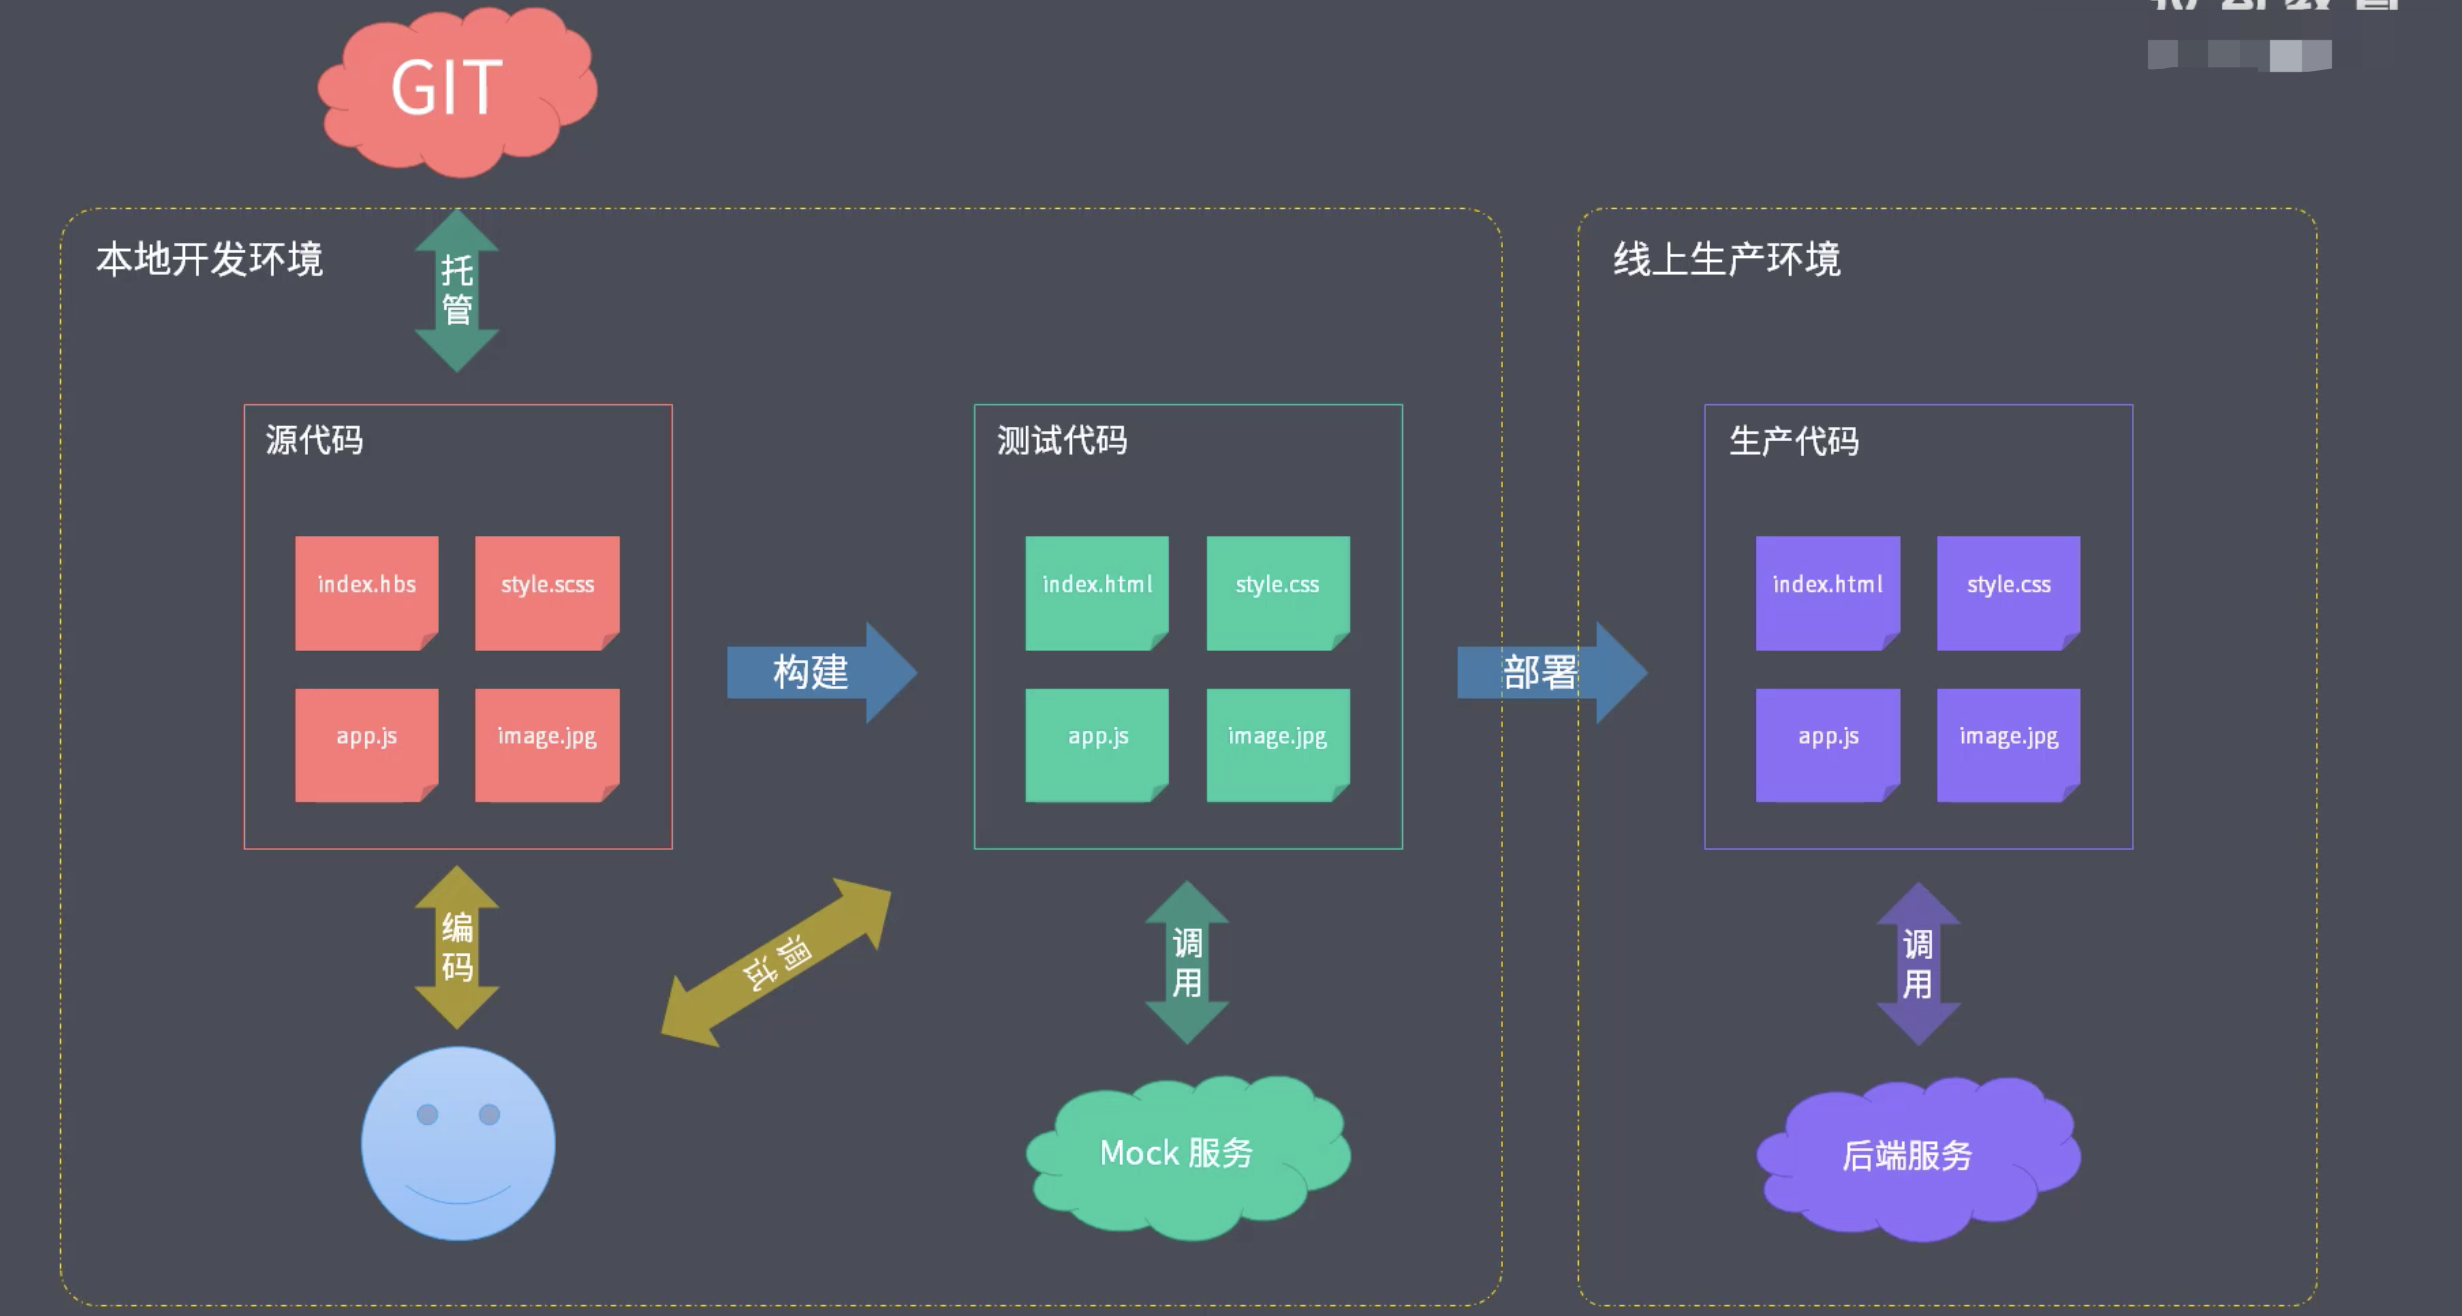 GIT
本地开发环境
托
管
线上生产环境
源代码
index.hbs
style.scss
app.js
image.jpg
构建
测试代码
index.html
style.css
app.js
image.jpg
部署
生产代码
index.html
style.css
app.js
image.jpg
编
码
调
试
调
用
调
用
Mock 服务
后端服务